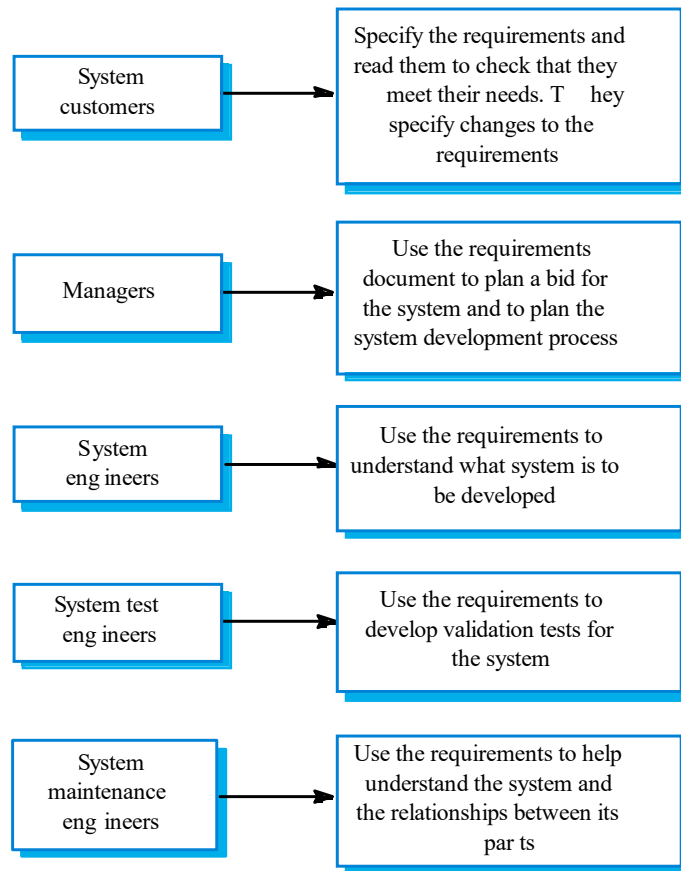 System
customers
Specify the requirements and
read them to check that they
meet their needs. T hey
specify changes to the
requirements
Managers
Use the requirements
document to plan a bid for
the system and to plan the
system development process
System
eng ineers
Use the requirements to
understand what system is to
be developed
System test
eng ineers
Use the requirements to
develop validation tests for
the system
System
maintenance
eng ineers
Use the requirements to help
understand the system and
the relationships between its
par ts